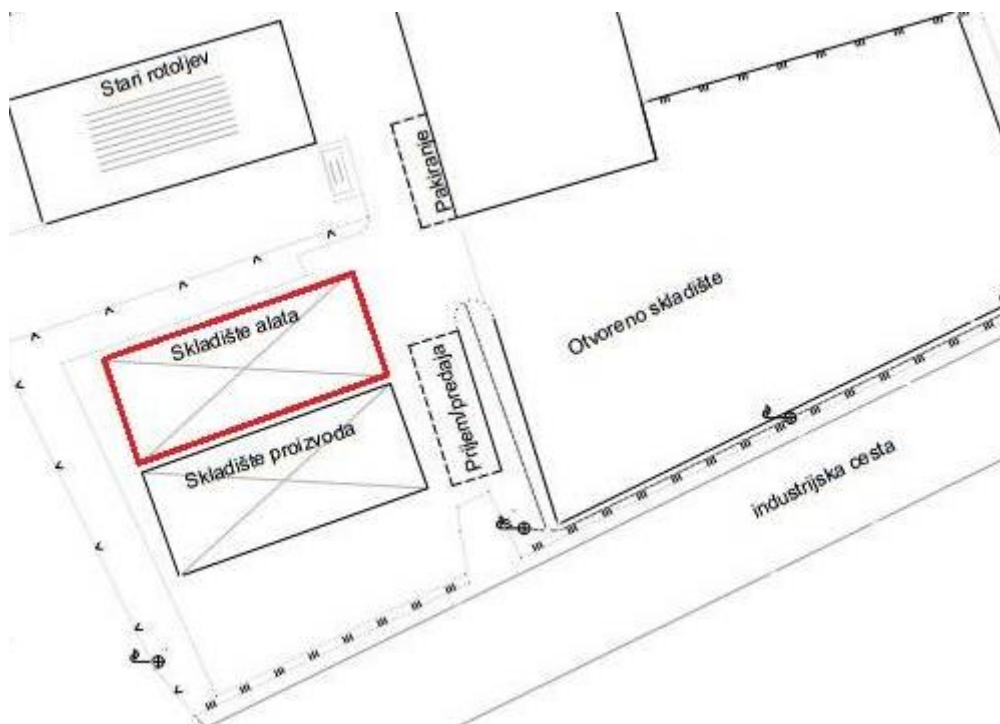 Stari rotoljev
Pakiranje
Skladište alata
Otvoreno skladište
Prijem/predaja
Skladište proizvoda
industrijska cesta